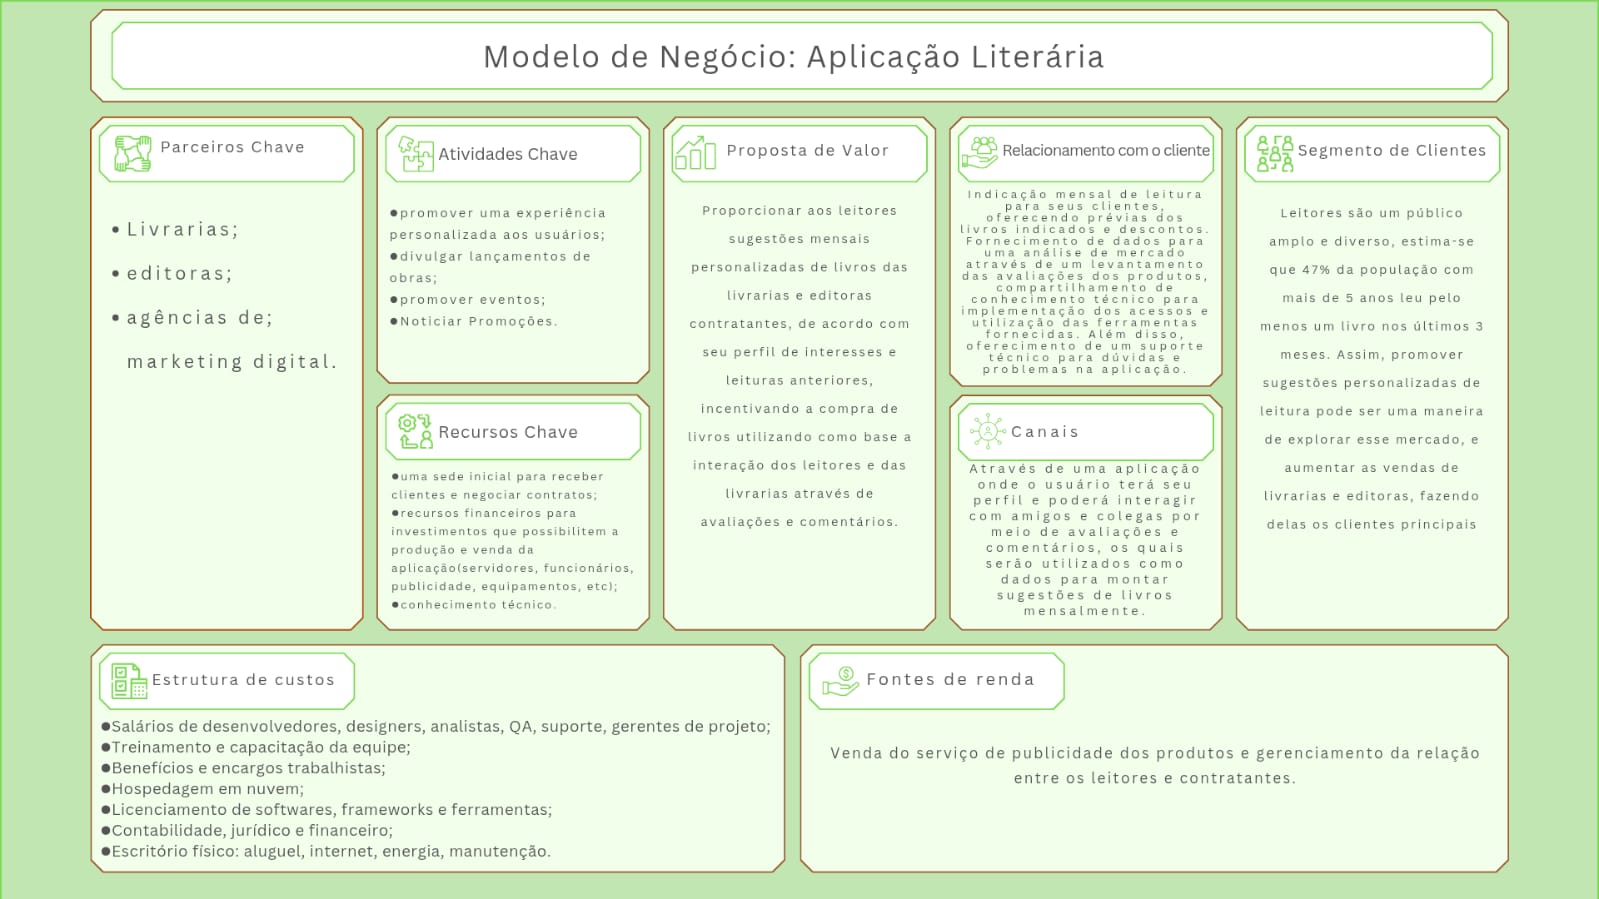 Modelo de Negócio: Aplicação Literária
Parceiros Chave
• Livrarias;
• editoras;
• agências de;
marketing digital.
Atividades Chave
●promover uma experiência
personalizada aos usuários;
●divulgar lançamentos de
obras;
●promover eventos;
●Noticiar Promoções.
Recursos Chave
●uma sede inicial para receber
clientes e negociar contratos;
●recursos financeiros para
investimentos que possibilitem a
produção e venda da
aplicação(servidores, funcionários,
publicidade, equipamentos, etc);
●conhecimento técnico.
Proposta de Valor
Proporcionar aos leitores
sugestões mensais
personalizadas de livros das
livrarias e editoras
contratantes, de acordo com
seu perfil de interesses e
leituras anteriores,
incentivando a compra de
livros utilizando como base a
interação dos leitores e das
livrarias através de
avaliações e comentários.
Relacionamento com o cliente
Indicação mensal de leitura
para seus clientes,
oferecendo prévias dos
livros indicados e descontos.
Fornecimento de dados para
uma análise de mercado
através de um levantamento
das avaliações dos produtos,
compartilhamento de
conhecimento técnico para
implementação dos acessos e
utilização das ferramentas
fornecidas. Além disso,
oferecimento de um suporte
técnico para dúvidas e
problemas na aplicação.
Canais
Através de uma aplicação
onde o usuário terá seu
perfil e poderá interagir
com amigos e colegas por
meio de avaliações e
comentários, os quais
serão utilizados como
dados para montar
sugestões de livros
mensalmente.
Segmento de Clientes
Leitores são um público
amplo e diverso, estima-se
que 47% da população com
mais de 5 anos leu pelo
menos um livro nos últimos 3
meses. Assim, promover
sugestões personalizadas de
leitura pode ser uma maneira
de explorar esse mercado, e
aumentar as vendas de
livrarias e editoras, fazendo
delas os clientes principais
Estrutura de custos
●Salários de desenvolvedores, designers, analistas, QA, suporte, gerentes de projeto;
●Treinamento e capacitação da equipe;
●Benefícios e encargos trabalhistas;
●Hospedagem em nuvem;
●Licenciamento de softwares, frameworks e ferramentas;
●Contabilidade, jurídico e financeiro;
●Escritório físico: aluguel, internet, energia, manutenção.
Fontes de renda
Venda do serviço de publicidade dos produtos e gerenciamento da relação
entre os leitores e contratantes.